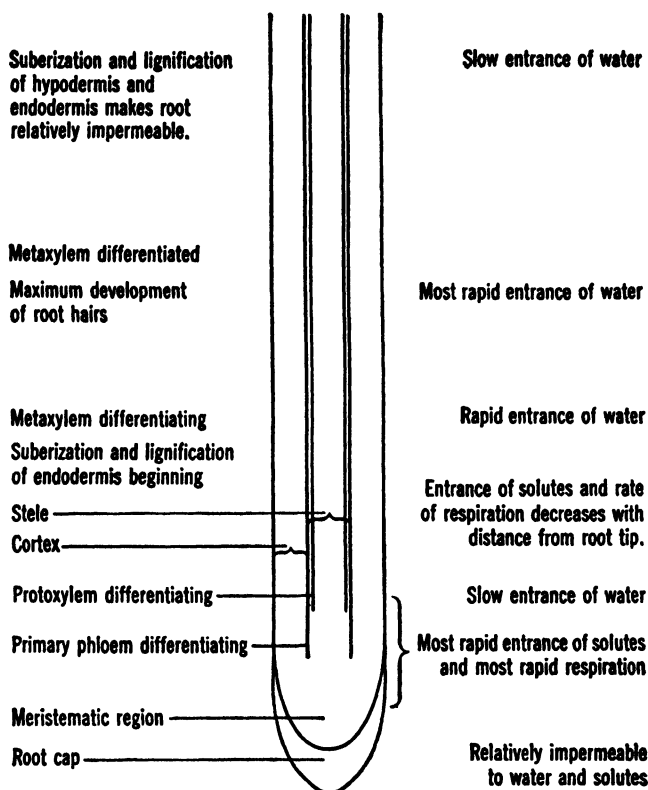 Suberization and lignification
of hypodermis and
endodermis makes root
relatively impermeable.
Slow entrance of water
Metaxylem differentiated
Maximum development
of root hairs
Most rapid entrance of water
Metaxylem differentiating
Rapid entrance of water
Suberization and lignification
of endodermis beginning
Entrance of solutes and rate
of respiration decreases with
distance from root tip.
Stele
Cortex
Protoxylem differentiating
Slow entrance of water
Primary phloem differentiating
Most rapid entrance of solutes
and most rapid respiration
Meristematic region
Root cap
Relatively impermeable
to water and solutes